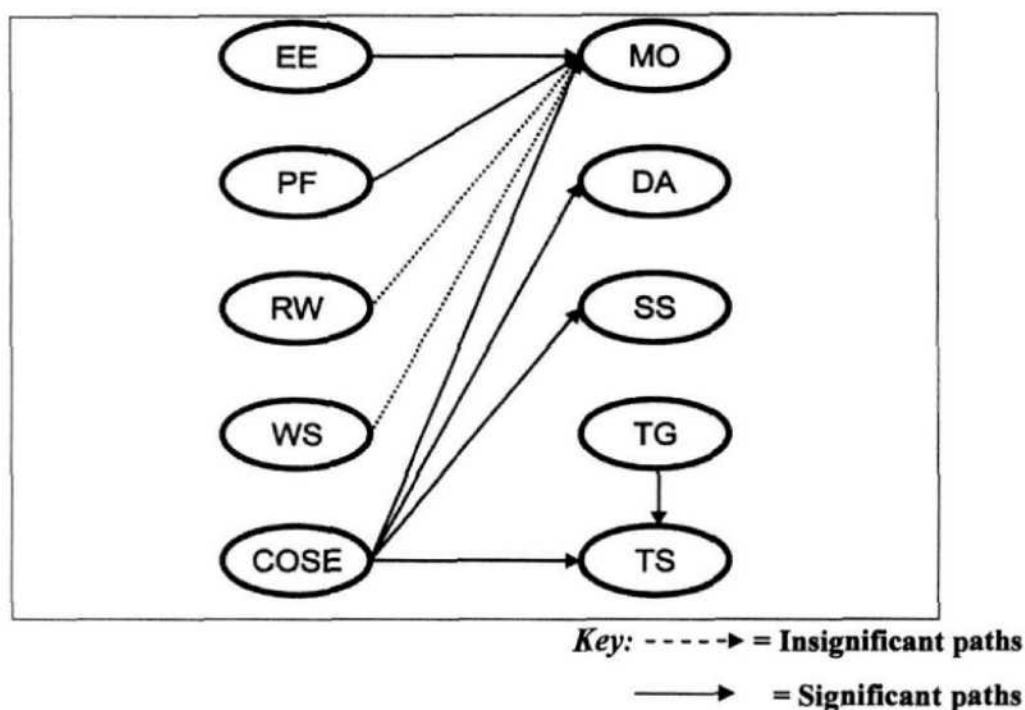 EE MO
PF DA
RW SS
WS TG
COSE TS
Key: = Insignificant paths
= Significant paths